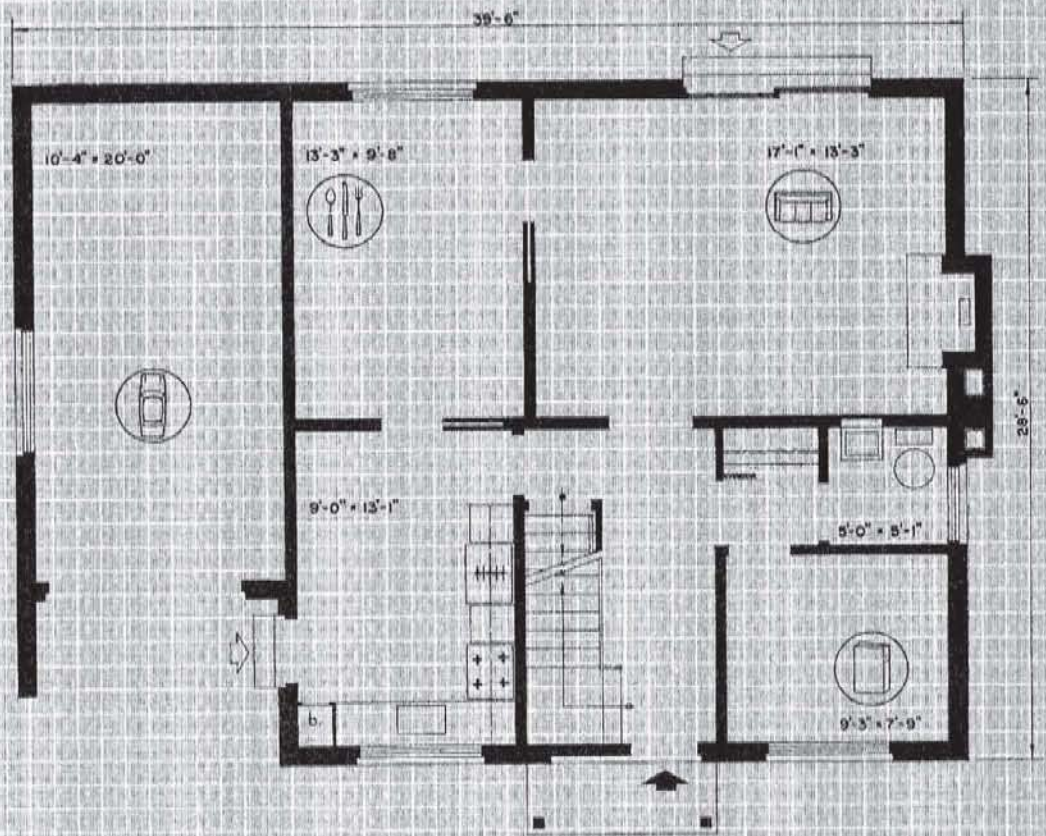 39'-6"
10'-4" × 20'-0"
13'-3" × 9'-8"
17'-1" × 13'-3"
28'-6"
9'-0" × 13'-1"
5'-0" × 5'-1"
9'-3" × 7'-9"
b.